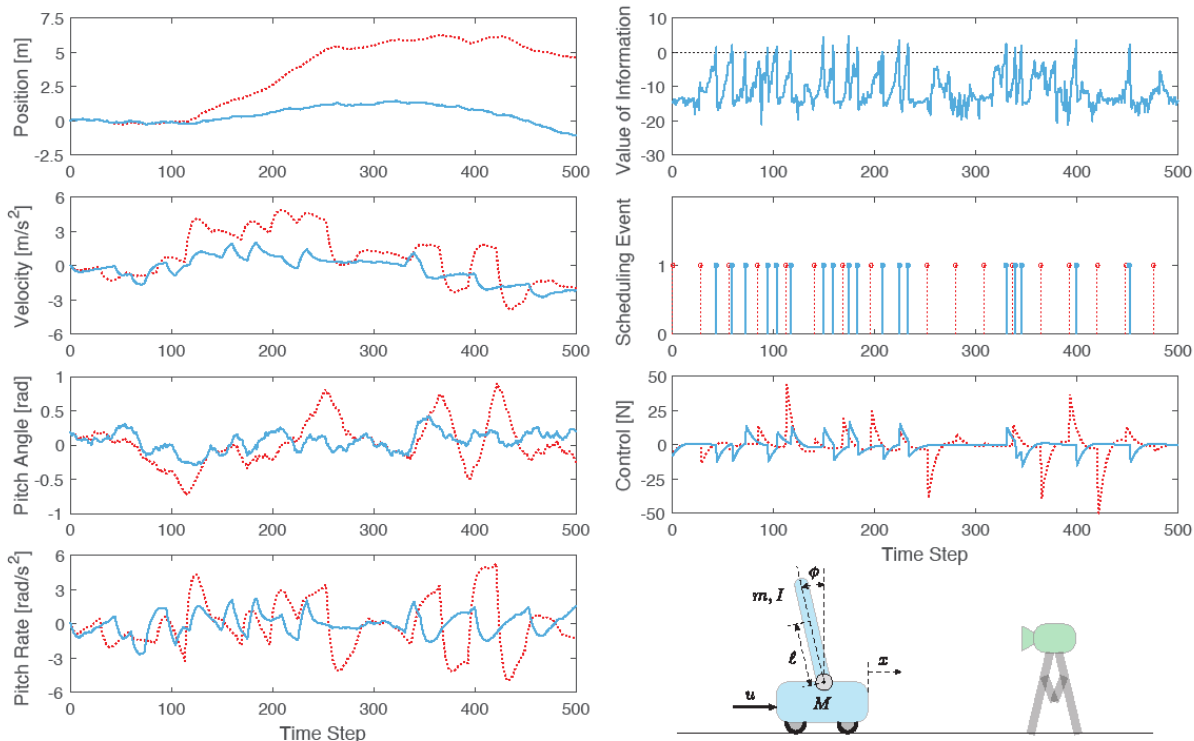 7.5
5
2.5
0
-2.5
Position [m]
0 100 200 300 400 500
6
3
0
-3
-6
Velocity [m/s²]
0 100 200 300 400 500
1
0.5
0
-0.5
-1
Pitch Angle [rad]
0 100 200 300 400 500
6
3
0
-3
-6
Pitch Rate [rad/s²]
0 100 200 300 400 500
Time Step
10
0
-10
-20
-30
Value of Information
0 100 200 300 400 500
1
0
Scheduling Event
0 100 200 300 400 500
50
25
0
-25
-50
Control [N]
0 100 200 300 400 500
Time Step
ϕ
m, I
ℓ
x
u
M